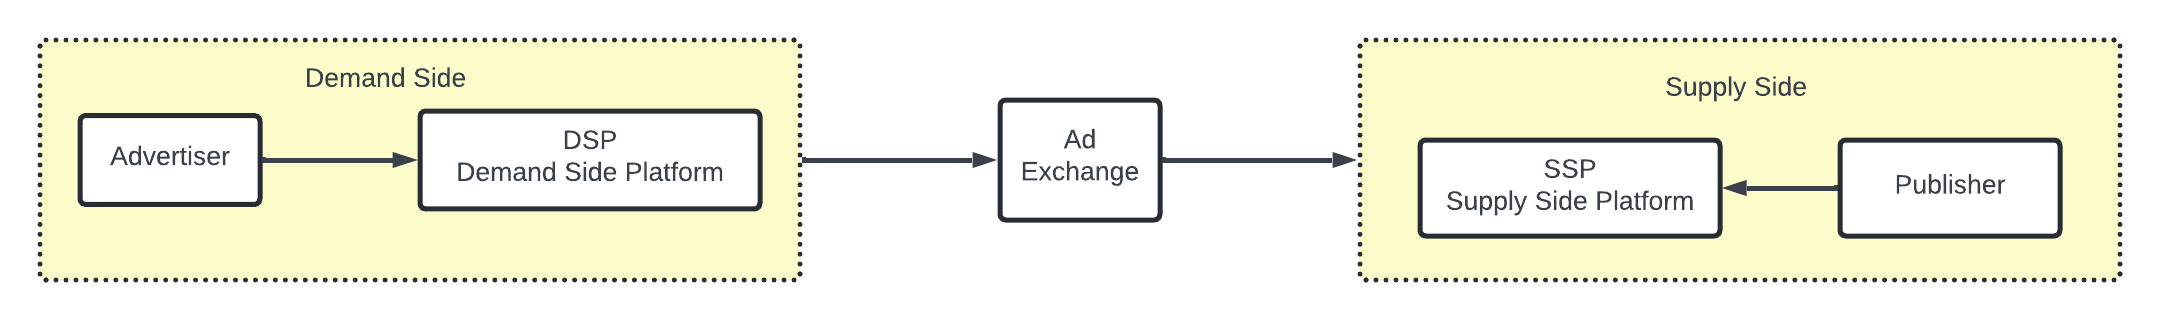 Demand Side
Advertiser
DSP
Demand Side Platform
Ad
Exchange
Supply Side
SSP
Supply Side Platform
Publisher